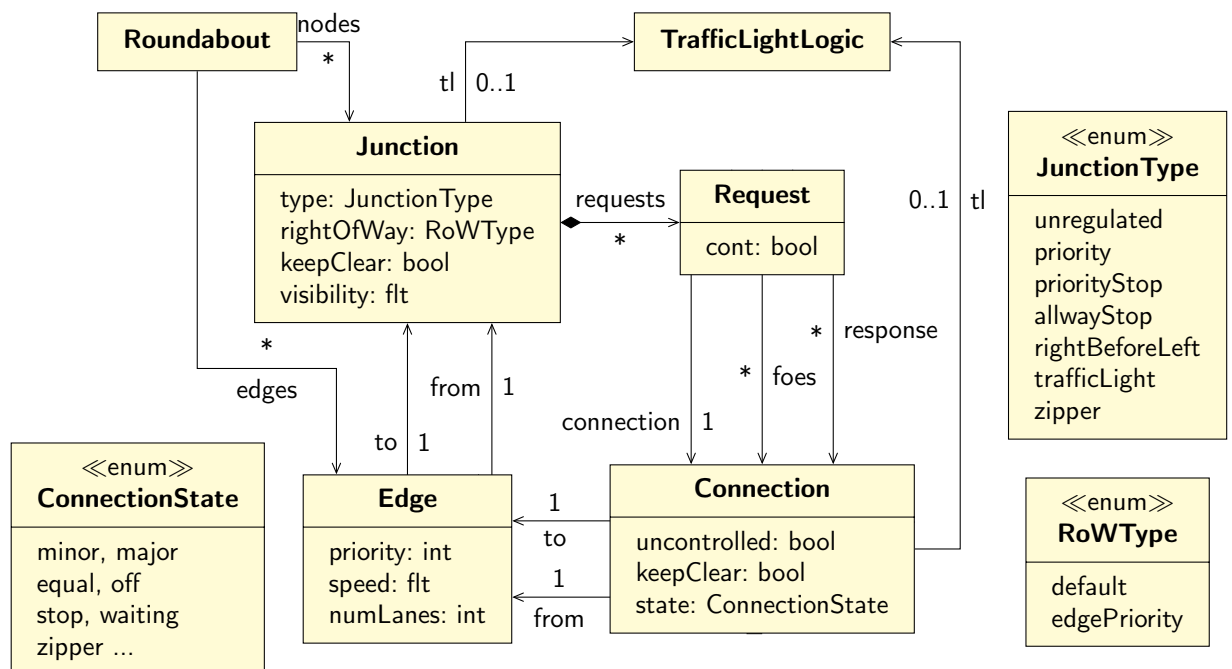 Roundabout
nodes
*
TrafficLightLogic
tl
0..1
Junction
type: JunctionType
rightOfWay: RoWType
keepClear: bool
visibility: flt
requests
*
Request
cont: bool
0..1
tl
≪enum≫
JunctionType
unregulated
priority
priorityStop
allwayStop
rightBeforeLeft
trafficLight
zipper
*
edges
from
1
to
1
connection
1
*
foes
*
response
≪enum≫
ConnectionState
minor, major
equal, off
stop, waiting
zipper ...
Edge
priority: int
speed: flt
numLanes: int
1
to
1
from
Connection
uncontrolled: bool
keepClear: bool
state: ConnectionState
≪enum≫
RoWType
default
edgePriority